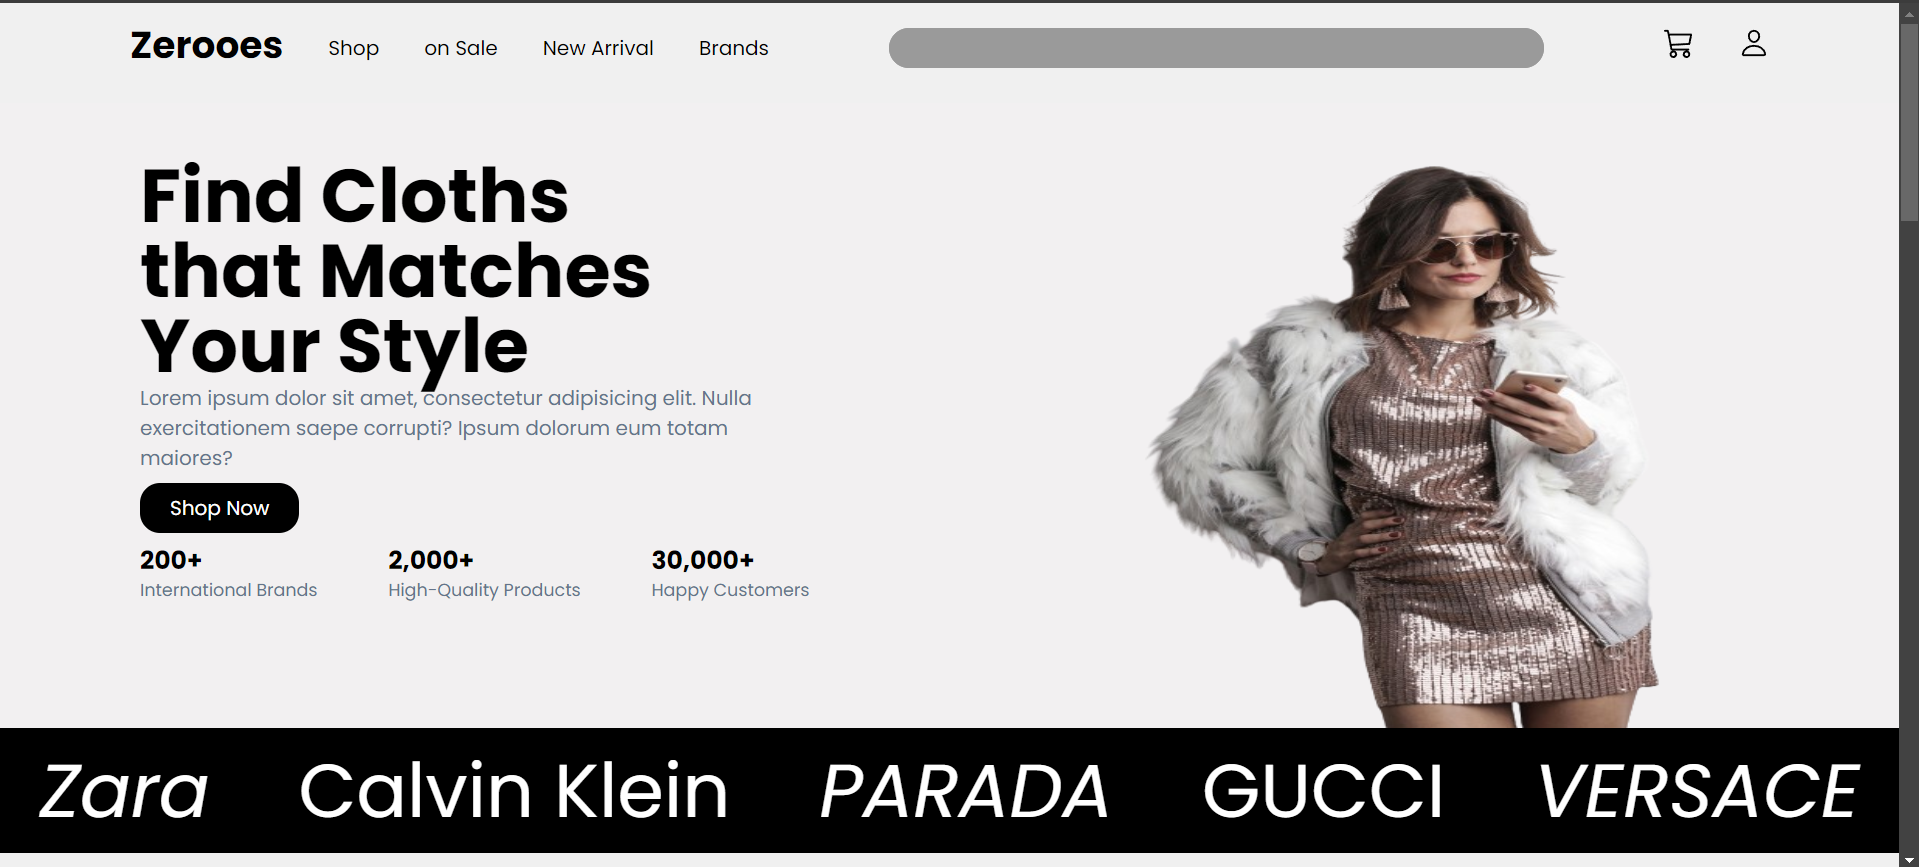 Zerooes Shop on Sale New Arrival Brands
Find Cloths
that Matches
Your Style
Lorem ipsum dolor sit amet, consectetur adipisicing elit. Nulla
exercitationem saepe corrupti? Ipsum dolorum eum totam
maiores?
Shop Now
200+ 2,000+ 30,000+
International Brands High-Quality Products Happy Customers
Zara Calvin Klein PARADA GUCCI VERSACE